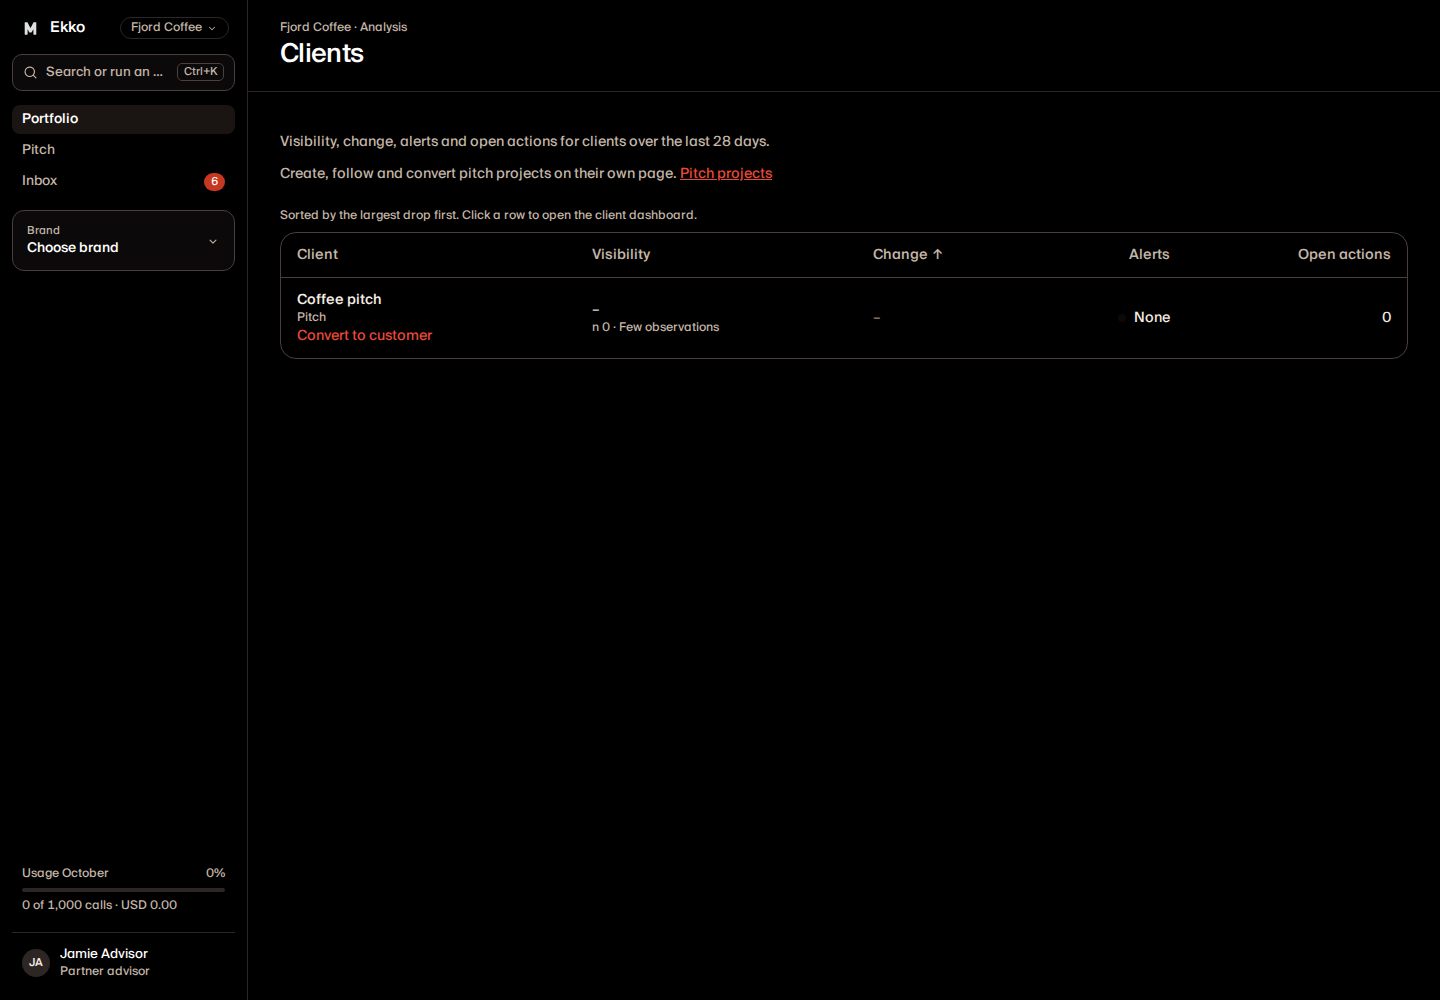 Ekko
Fjord Coffee
Search or run an ...
Ctrl+K
Portfolio
Pitch
Inbox
6
Brand
Choose brand
Usage October
0%
0 of 1,000 calls · USD 0.00
JA
Jamie Advisor
Partner advisor
Fjord Coffee · Analysis
Clients
Visibility, change, alerts and open actions for clients over the last 28 days.
Create, follow and convert pitch projects on their own page. Pitch projects
Sorted by the largest drop first. Click a row to open the client dashboard.
Client Visibility Change ↑ Alerts Open actions
Coffee pitch
Pitch
Convert to customer
–
n 0 · Few observations
–
None
0